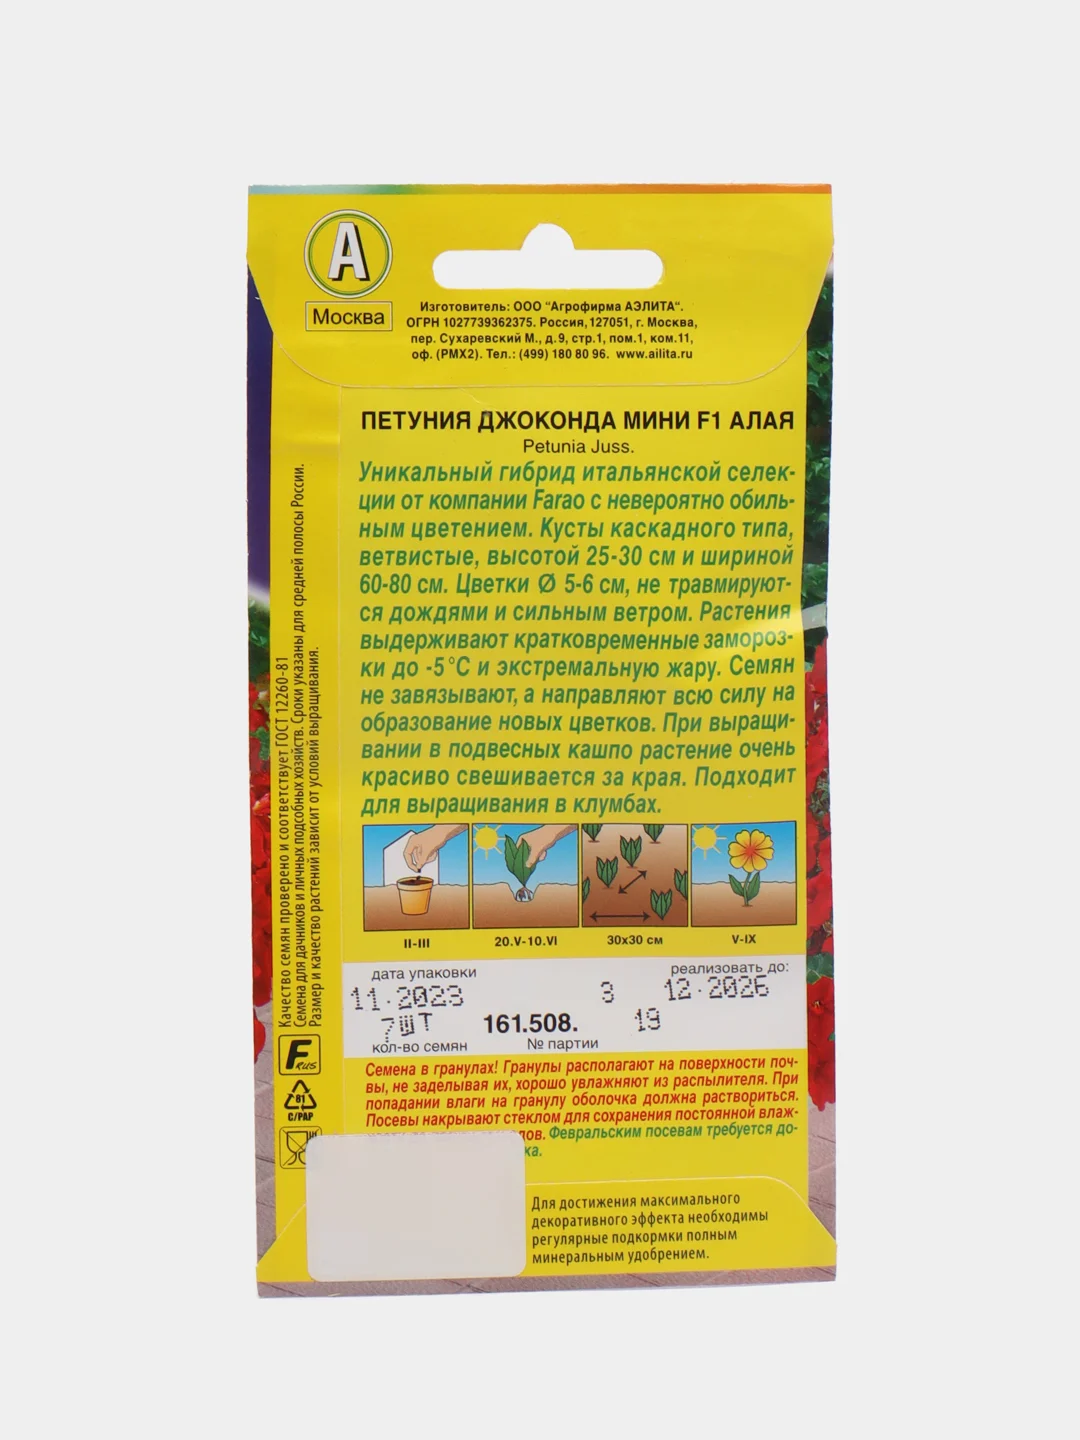 А
Москва
Изготовитель: ООО "Агрофирма АЭЛИТА".
ОГРН 1027739362375. Россия,127051, г. Москва,
пер. Сухаревский М., д.9, стр.1, пом.1, ком.11,
оф. (РМХ2). Тел.: (499) 180 80 96. www.ailita.ru
ПЕТУНИЯ ДЖОКОНДА МИНИ F1 АЛАЯ
Petunia Juss.
Уникальный гибрид итальянской селек-
ции от компании Farao с невероятно обиль-
ным цветением. Кусты каскадного типа,
ветвистые, высотой 25-30 см и шириной
60-80 см. Цветки Ø 5-6 см, не травмируют-
ся дождями и сильным ветром. Растения
выдерживают кратковременные замороз-
ки до -5°С и экстремальную жару. Семян
не завязывают, а направляют всю силу на
образование новых цветков. При выращи-
вании в подвесных кашпо растение очень
красиво свешивается за края. Подходит
для выращивания в клумбах.
II-III
20.V-10.VI
30x30 см
V-IX
дата упаковки
реализовать до:
11.2023
3
12.2026
7шт
161.508.
19
кол-во семян
№ партии
Семена в гранулах! Гранулы располагают на поверхности поч-
вы, не заделывая их, хорошо увлажняют из распылителя. При
попадании влаги на гранулу оболочка должна раствориться.
Посевы накрывают стеклом для сохранения постоянной влаж-
Февральским посевам требуется до-
Для достижения максимального
декоративного эффекта необходимы
регулярные подкормки полным
минеральным удобрением.
Качество семян проверено и соответствует ГОСТ 12260-81
Семена для дачников и личных подсобных хозяйств. Сроки указаны для средней полосы России.
Размер и качество растений зависит от условий выращивания.
F RUS
81
C/PAP